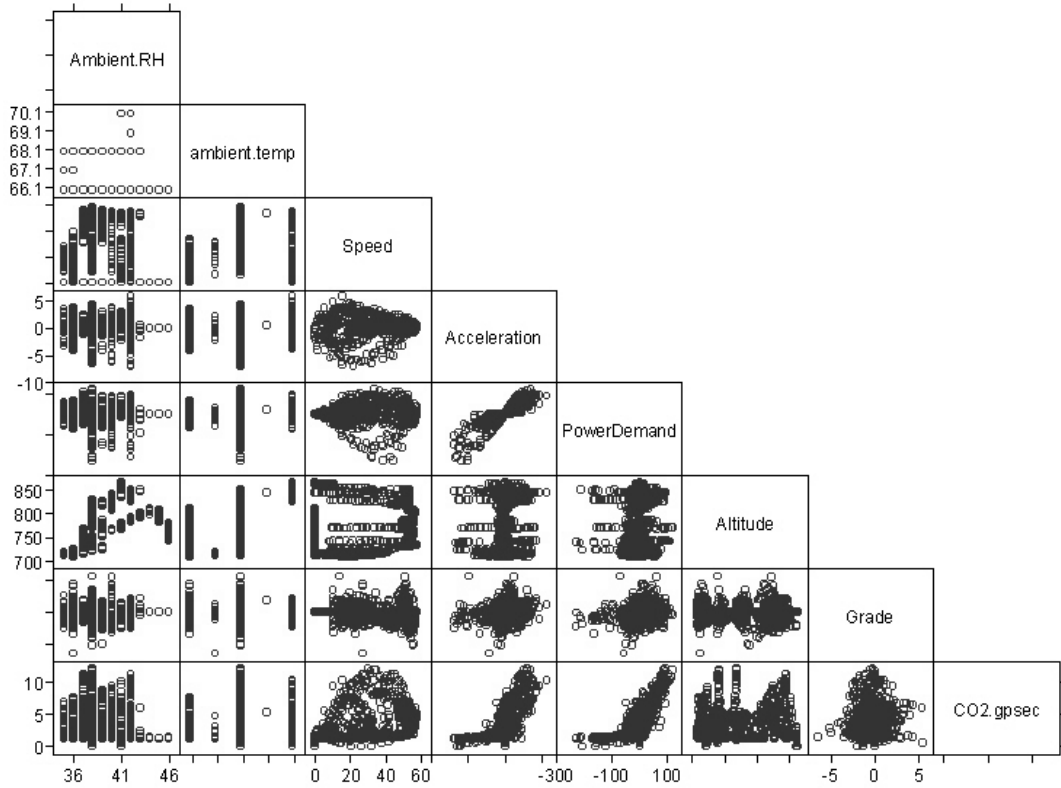 Ambient.RH
70.1
69.1
68.1
67.1
66.1
ambient.temp
Speed
5
0
-5
Acceleration
-10
PowerDemand
850
800
750
700
Altitude
Grade
10
5
0
CO2.gpsec
36 41 46 0 20 40 60 -300 -100 100 -5 0 5